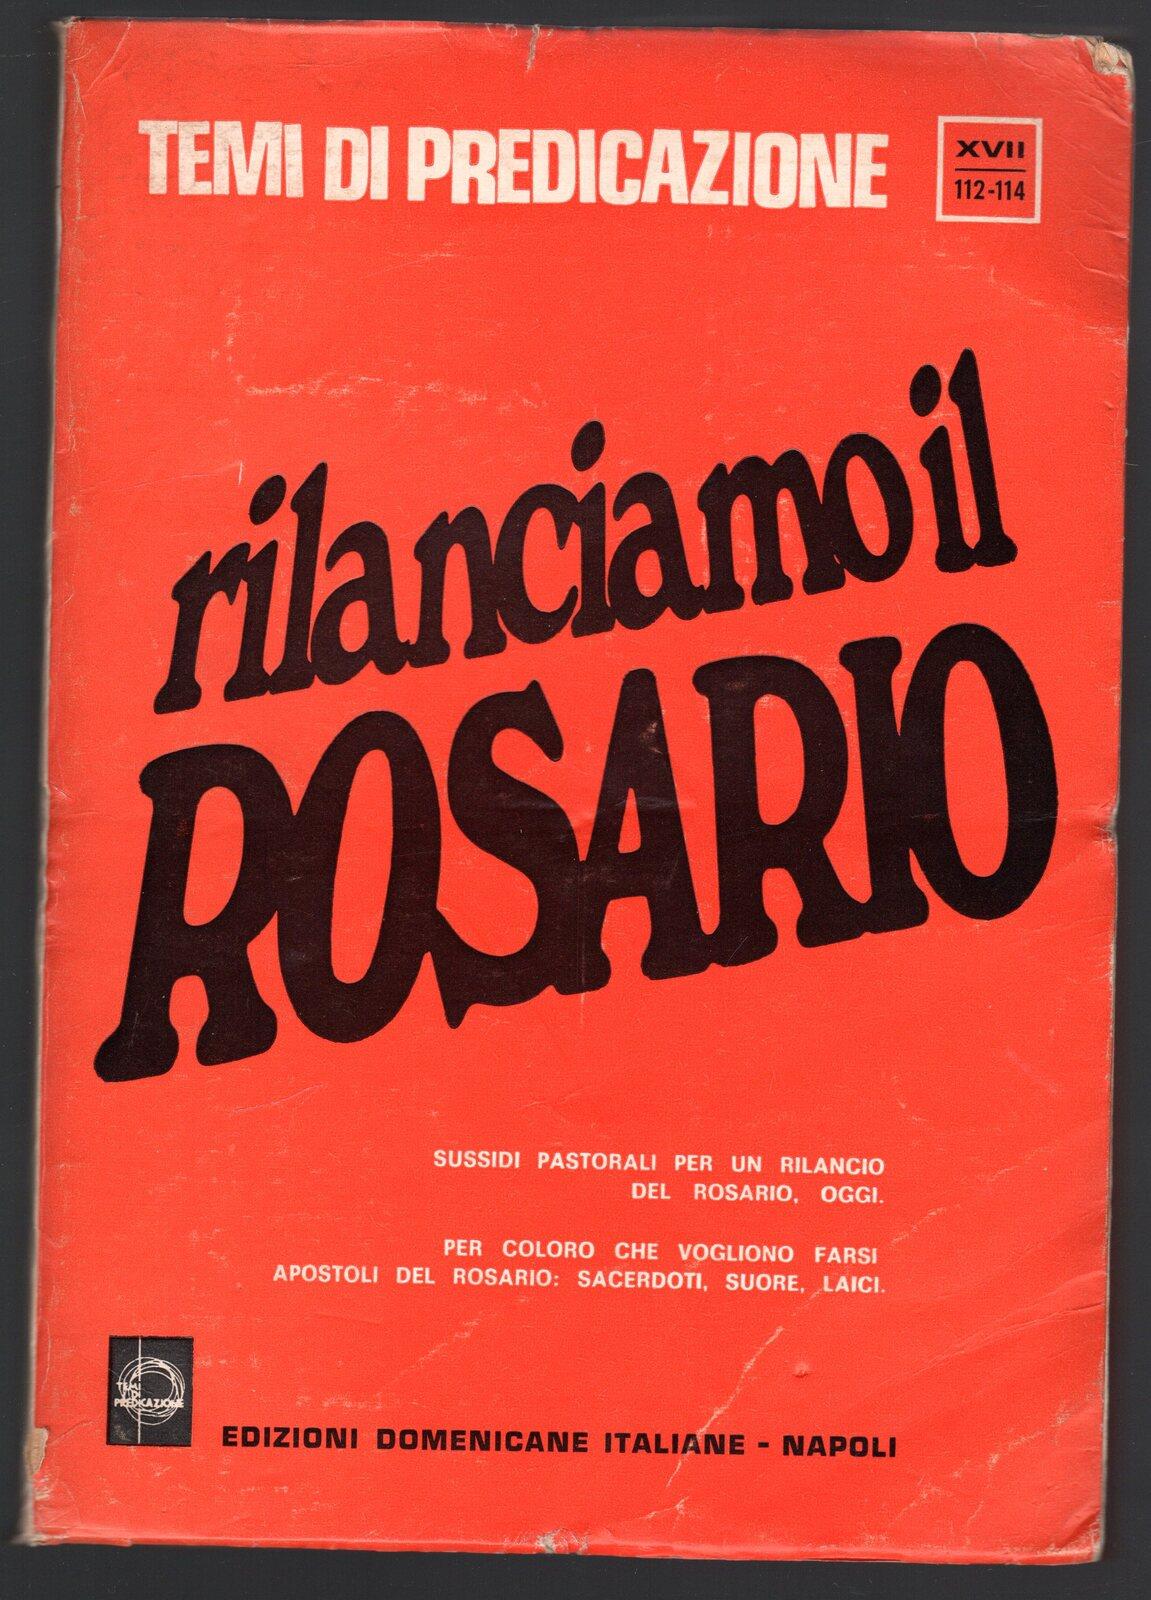 TEMI DI PREDICAZIONE
XVII
112-114
rilanciamo il
ROSARIO
SUSSIDI PASTORALI PER UN RILANCIO
DEL ROSARIO, OGGI.
PER COLORO CHE VOGLIONO FARSI
APOSTOLI DEL ROSARIO: SACERDOTI, SUORE, LAICI.
TEMI
DI
PREDICAZIONE
EDIZIONI DOMENICANE ITALIANE - NAPOLI